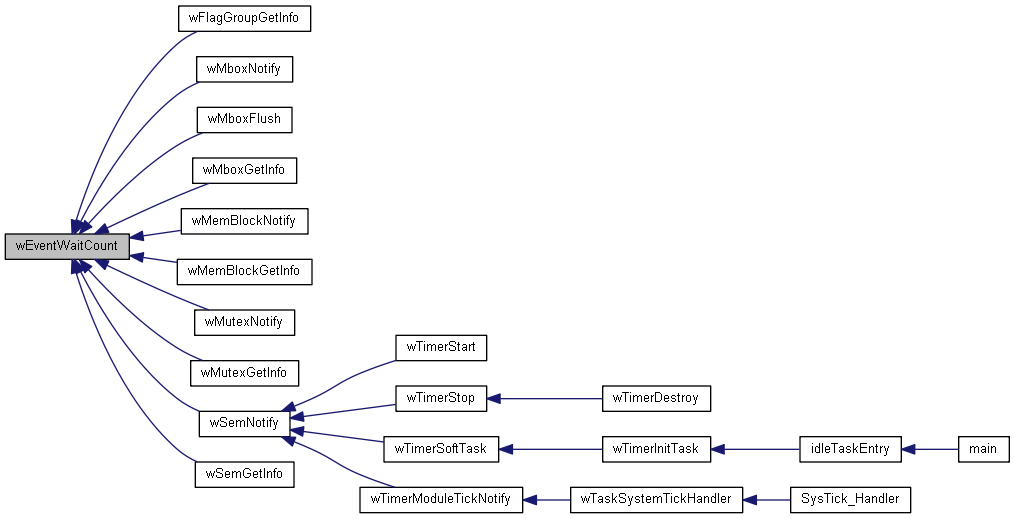 wFlagGroupGetInfo
wMboxNotify
wMboxFlush
wMboxGetInfo
wMemBlockNotify
wEventWaitCount
wMemBlockGetInfo
wMutexNotify
wTimerStart
wMutexGetInfo
wTimerStop
wTimerDestroy
wSemNotify
wTimerSoftTask
wTimerInitTask
idleTaskEntry
main
wSemGetInfo
wTimerModuleTickNotify
wTaskSystemTickHandler
SysTick_Handler